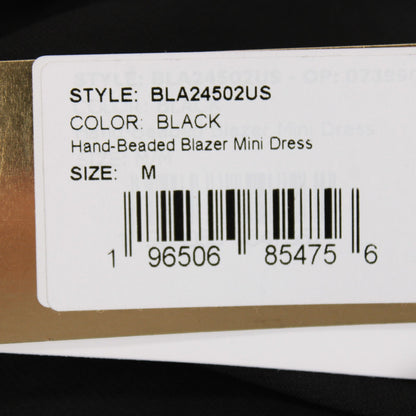 STYLE: BLA24502US
COLOR: BLACK
Hand-Beaded Blazer Mini Dress
SIZE: M
1 96506 85475 6